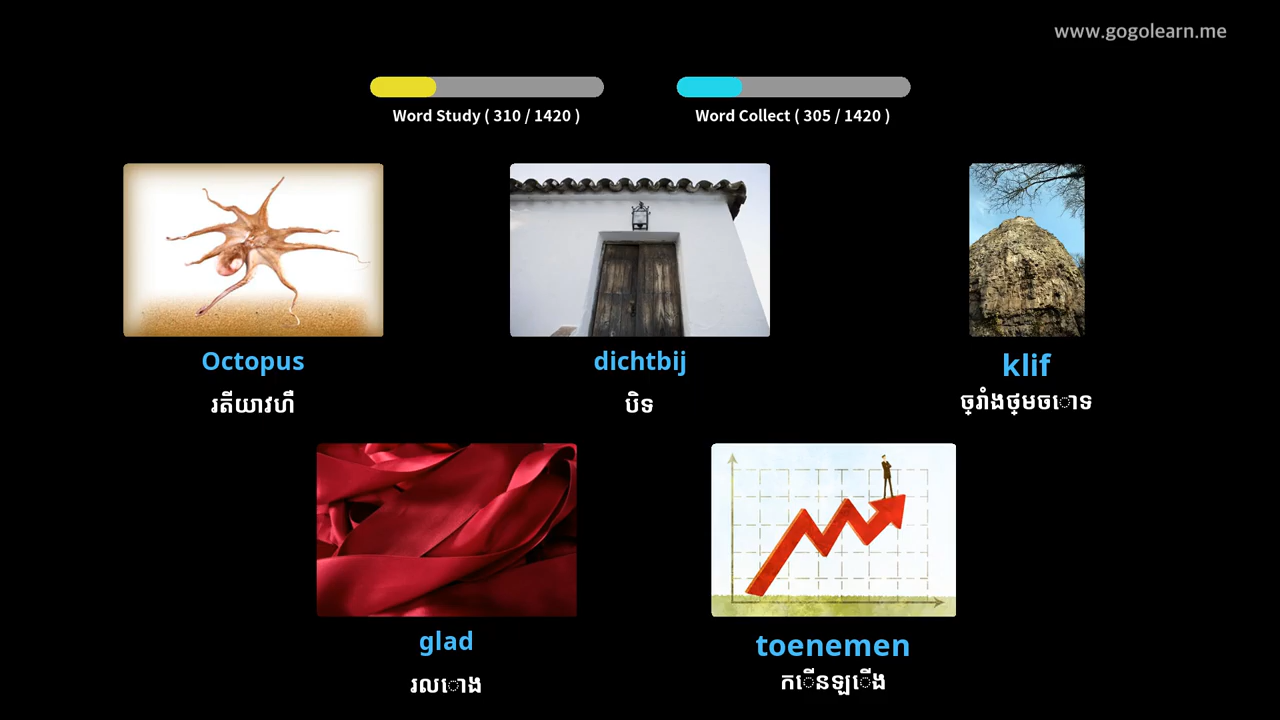 www.gogolearn.me
Word Study ( 310 / 1420 )
Word Collect ( 305 / 1420 )
Octopus
dichtbij
klif
រតីយាវហឺ
បិទ
ច្រាំងថ្មចោទ
glad
toenemen
រលោង
កើនឡើង